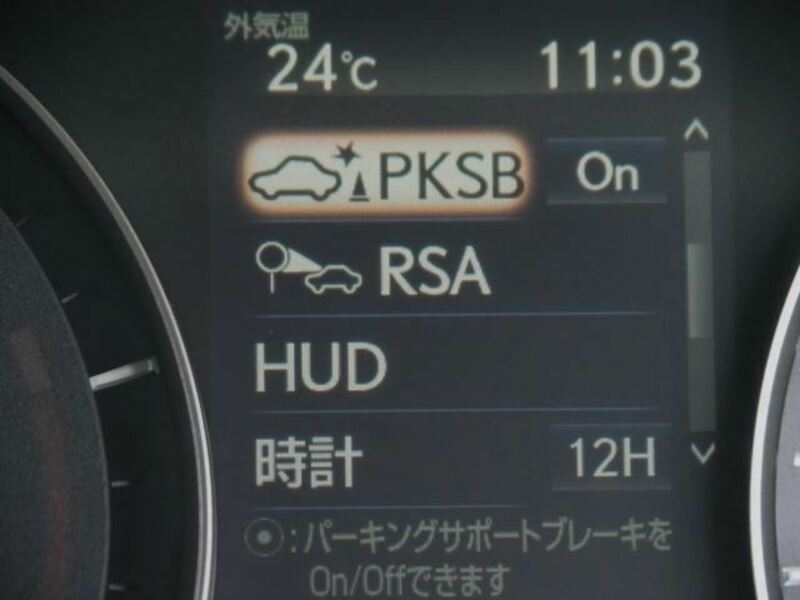 外気温
24℃ 11:03
PKSB On
RSA
HUD
時計 12H
⦿:パーキングサポートブレーキを
On/Offできます